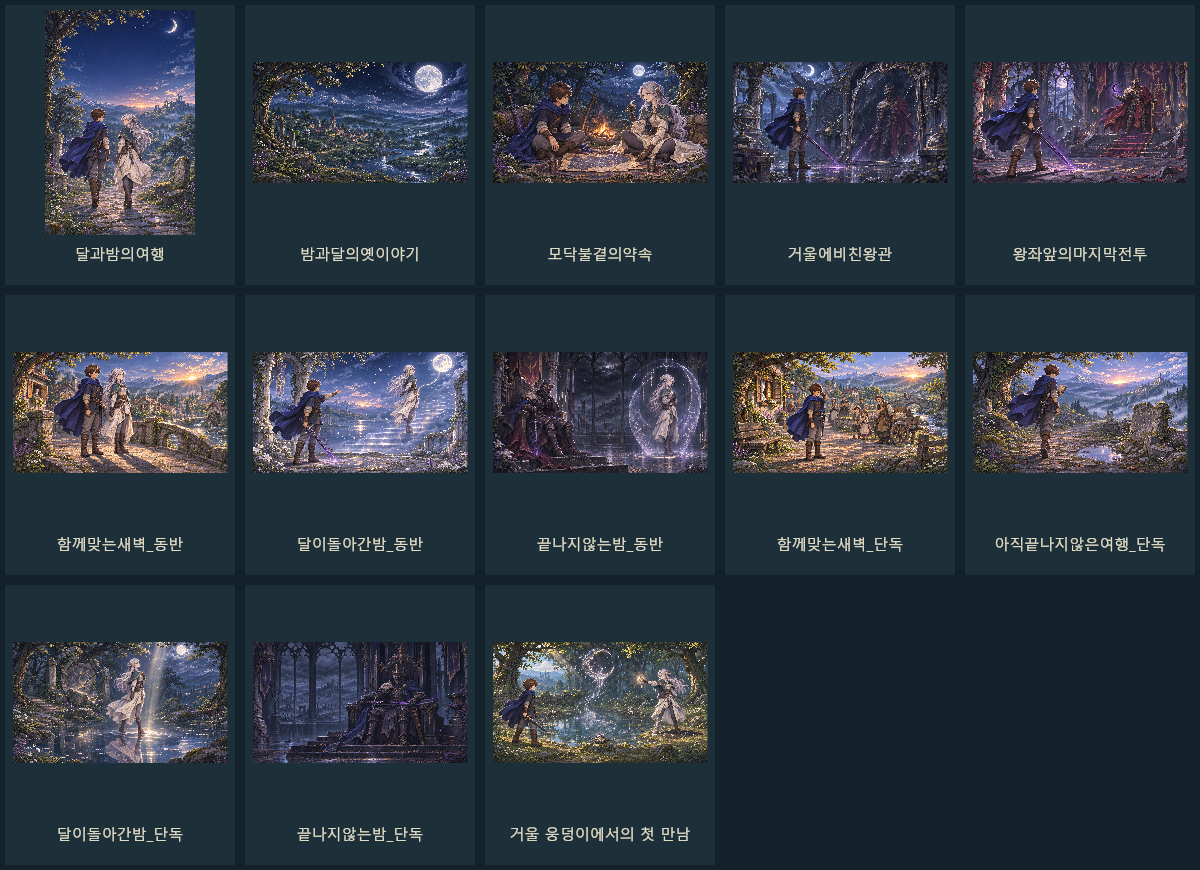 달과밤의여행
밤과달의옛이야기
모닥불곁의약속
거울에비친왕관
왕좌앞의마지막전투
함께맞는새벽_동반
달이돌아간밤_동반
끝나지않는밤_동반
함께맞는새벽_단독
아직끝나지않은여행_단독
달이돌아간밤_단독
끝나지않는밤_단독
거울 웅덩이에서의 첫 만남